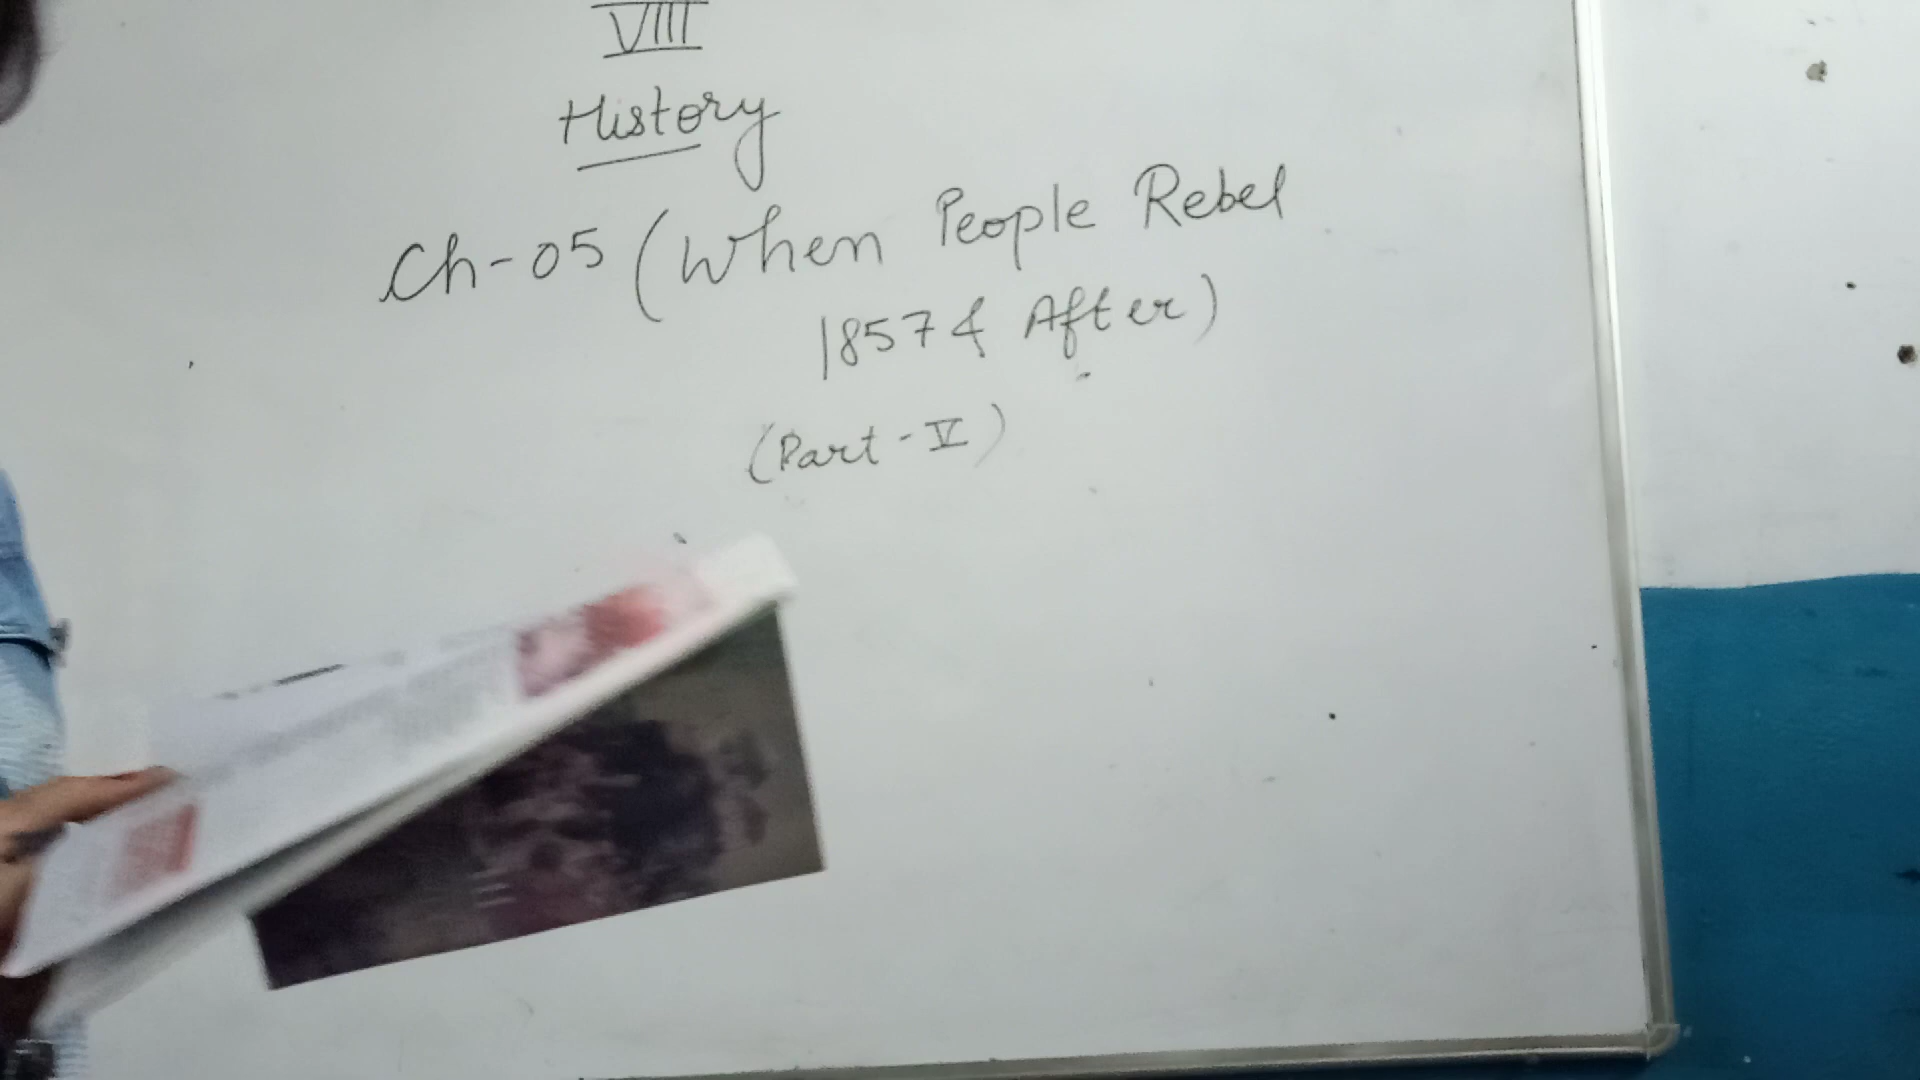 VIII
History
Ch-05 (When People Rebel
1857 & After)
(Part-V)